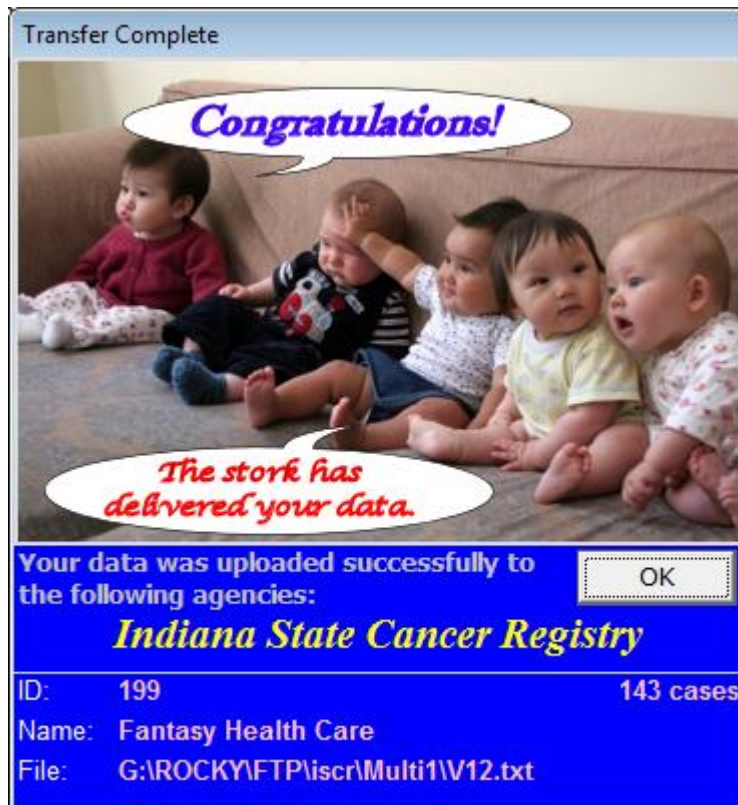 Transfer Complete
Congratulations!
The stork has
delivered your data.
Your data was uploaded successfully to
the following agencies:
OK
Indiana State Cancer Registry
ID: 199 143 cases
Name: Fantasy Health Care
File: G:\ROCKY\FTP\iscr\Multi1\V12.txt